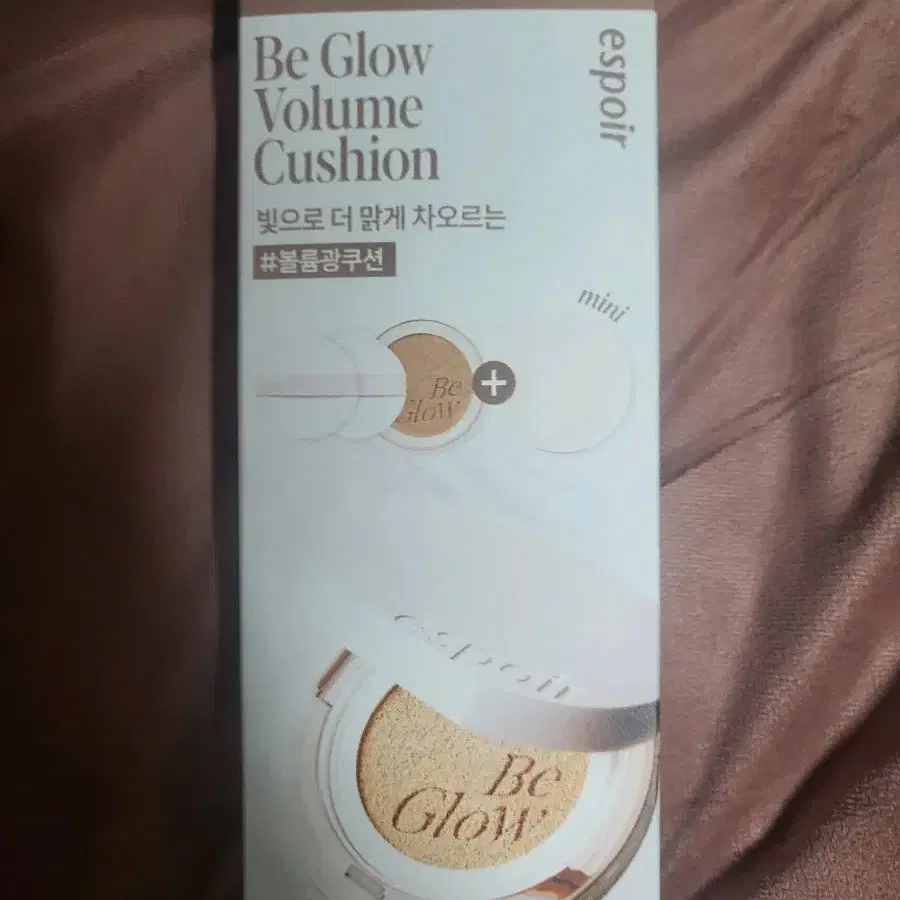 Be Glow
Volume
Cushion
espoir
빛으로 더 맑게 차오르는
#볼륨광쿠션
mini
Be
Glow
+
espoir
Be
Glow